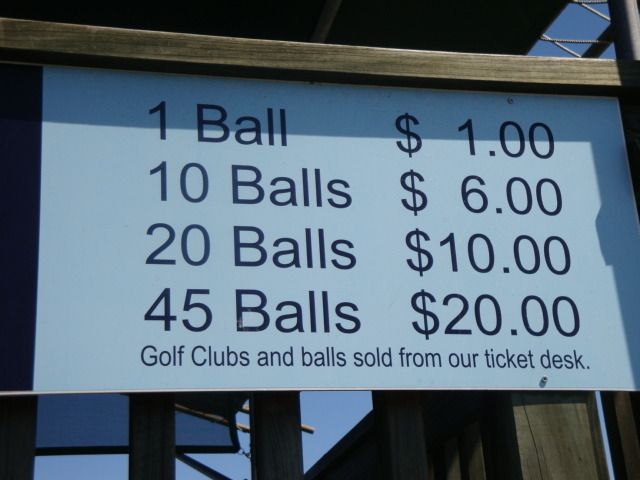 1 Ball $ 1.00
10 Balls $ 6.00
20 Balls $10.00
45 Balls $20.00
Golf Clubs and balls sold from our ticket desk.